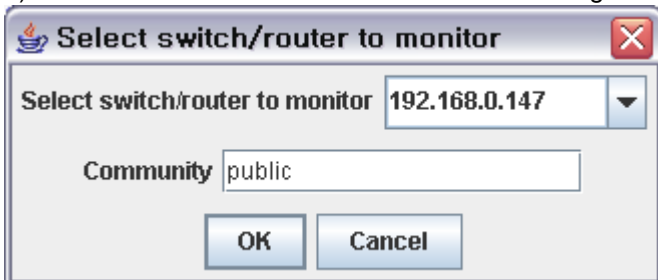 Select switch/router to monitor
Select switch/router to monitor 192.168.0.147
Community public
OK Cancel